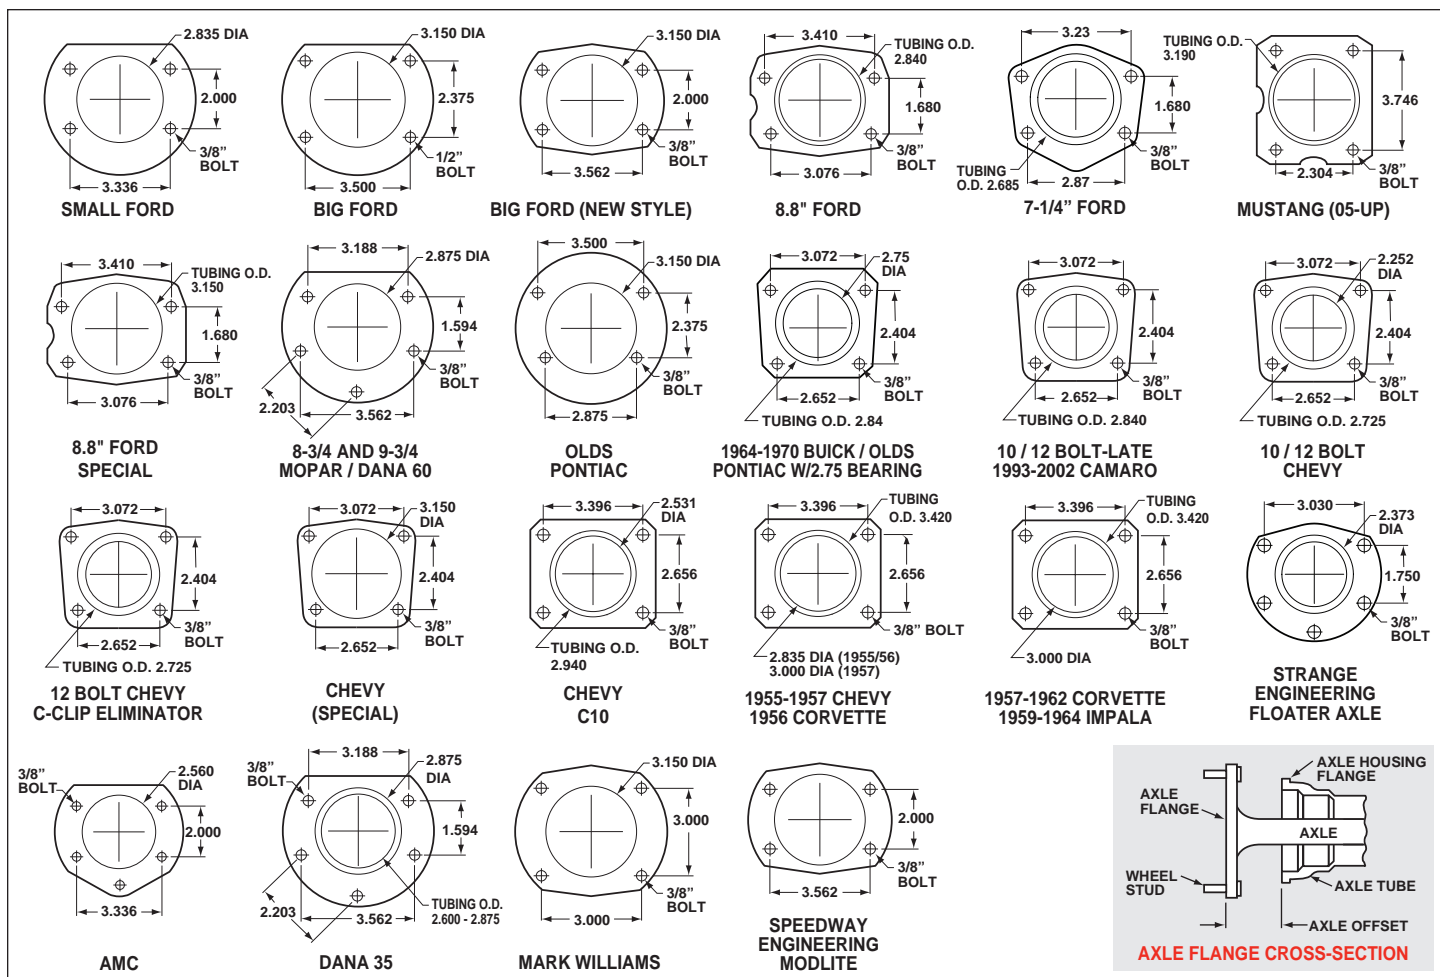 2.835 DIA
2.000
3/8”
BOLT
3.336
SMALL FORD
3.150 DIA
2.375
1/2”
BOLT
3.500
BIG FORD
3.150 DIA
2.000
3/8”
BOLT
3.562
BIG FORD (NEW STYLE)
3.410
TUBING O.D.
2.840
1.680
3/8”
BOLT
3.076
8.8" FORD
3.23
1.680
3/8”
BOLT
TUBING
O.D. 2.685
2.87
7-1/4” FORD
TUBING O.D.
3.190
3.746
2.304
3/8”
BOLT
MUSTANG (05-UP)
3.410
TUBING O.D.
3.150
1.680
3/8”
BOLT
3.076
8.8" FORD
SPECIAL
3.188
2.875 DIA
1.594
3/8”
BOLT
2.203
3.562
8-3/4 AND 9-3/4
MOPAR / DANA 60
3.500
3.150 DIA
2.375
3/8”
BOLT
2.875
OLDS
PONTIAC
3.072
2.75
DIA
2.404
3/8”
BOLT
2.652
TUBING O.D. 2.84
1964-1970 BUICK / OLDS
PONTIAC W/2.75 BEARING
3.072
2.404
3/8”
BOLT
2.652
TUBING O.D. 2.840
10 / 12 BOLT-LATE
1993-2002 CAMARO
3.072
2.252
DIA
2.404
3/8”
BOLT
2.652
TUBING O.D. 2.725
10 / 12 BOLT
CHEVY
3.072
2.404
3/8”
BOLT
2.652
TUBING O.D. 2.725
12 BOLT CHEVY
C-CLIP ELIMINATOR
3.072
3.150
DIA
2.404
3/8”
BOLT
2.652
CHEVY
(SPECIAL)
3.396
2.531
DIA
2.656
3/8”
BOLT
TUBING O.D.
2.940
CHEVY
C10
3.396
TUBING
O.D. 3.420
2.656
3/8” BOLT
2.835 DIA (1955/56)
3.000 DIA (1957)
1955-1957 CHEVY
1956 CORVETTE
3.396
TUBING
O.D. 3.420
2.656
3/8”
BOLT
3.000 DIA
1957-1962 CORVETTE
1959-1964 IMPALA
3.030
2.373
DIA
1.750
3/8”
BOLT
STRANGE
ENGINEERING
FLOATER AXLE
3/8”
BOLT
2.560
DIA
2.000
3.336
AMC
3/8”
BOLT
3.188
2.875
DIA
1.594
2.203
3.562
TUBING O.D.
2.600 - 2.875
DANA 35
3.150 DIA
3.000
3/8”
BOLT
3.000
MARK WILLIAMS
2.000
3/8”
BOLT
3.562
SPEEDWAY
ENGINEERING
MODLITE
AXLE HOUSING
FLANGE
AXLE
FLANGE
AXLE
WHEEL
STUD
AXLE TUBE
AXLE OFFSET
AXLE FLANGE CROSS-SECTION